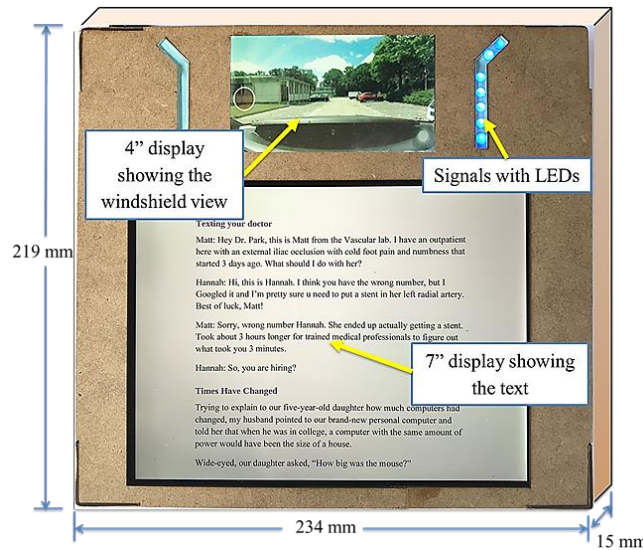 4” display
showing the
windshield view
Signals with LEDs
219 mm
Texting your doctor
Matt: Hey Dr. Park, this is Matt from the Vascular lab. I have an outpatient
here with an external iliac occlusion with cold foot pain and numbness that
started 3 days ago. What should I do with her?
Hannah: Hi, this is Hannah. I think you have the wrong number, but I
Googled it and I’m pretty sure u need to put a stent in her left radial artery.
Best of luck, Matt!
Matt: Sorry, wrong number Hannah. She ended up actually getting a stent.
Took about 3 hours longer for trained medical professionals to figure out
what took you 3 minutes.
Hannah: So, you are hiring?
7” display showing
the text
Times Have Changed
Trying to explain to our five-year-old daughter how much computers had
changed, my husband pointed to our brand-new personal computer and
told her that when he was in college, a computer with the same amount of
power would have been the size of a house.
Wide-eyed, our daughter asked, “How big was the mouse?”
234 mm
15 mm